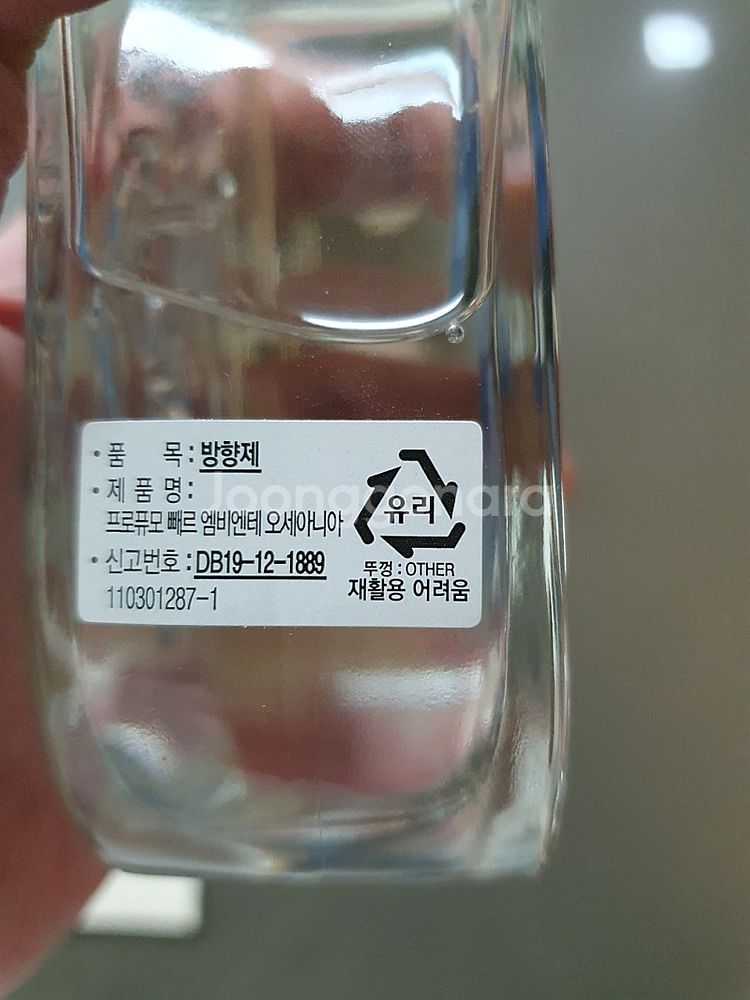 · 품 목 : 방향제
· 제 품 명 :
프로퓨모 빼르 엠비엔테 오세아니아
· 신고번호 : DB19-12-1889
110301287-1
유리
뚜껑 : OTHER
재활용 어려움
Joonggonara